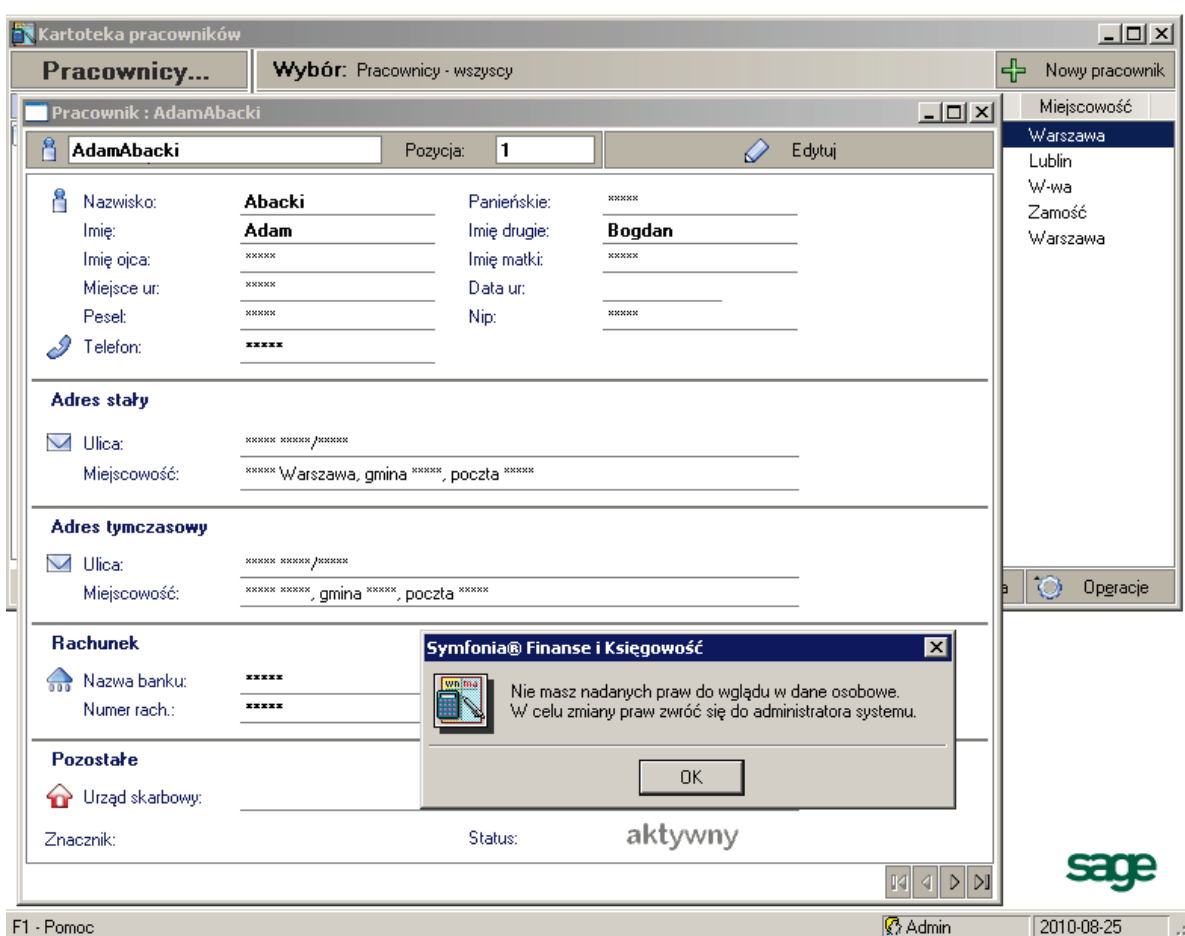 Kartoteka pracowników
Pracownicy... Wybór: Pracownicy - wszyscy Nowy pracownik
Pracownik : AdamAbacki Miejscowość
AdamAbacki Pozycja: 1 Edytuj
Warszawa
Lublin
W-wa
Zamość
Warszawa
Nazwisko: Abacki Panieńskie: *****
Imię: Adam Imię drugie: Bogdan
Imię ojca: ***** Imię matki: *****
Miejsce ur: ***** Data ur:
Pesel: ***** Nip: *****
Telefon: *****
Adres stały
Ulica: ***** *****/*****
Miejscowość: ***** Warszawa, gmina *****, poczta *****
Adres tymczasowy
Ulica: ***** *****/*****
Miejscowość: ***** *****, gmina *****, poczta *****
Operacje
Rachunek
Nazwa banku: *****
Numer rach.: *****
Symfonia® Finanse i Księgowość
wn ma
Nie masz nadanych praw do wglądu w dane osobowe.
W celu zmiany praw zwróć się do administratora systemu.
OK
Pozostałe
Urząd skarbowy:
Znacznik: Status: aktywny
sage
F1 - Pomoc Admin 2010-08-25